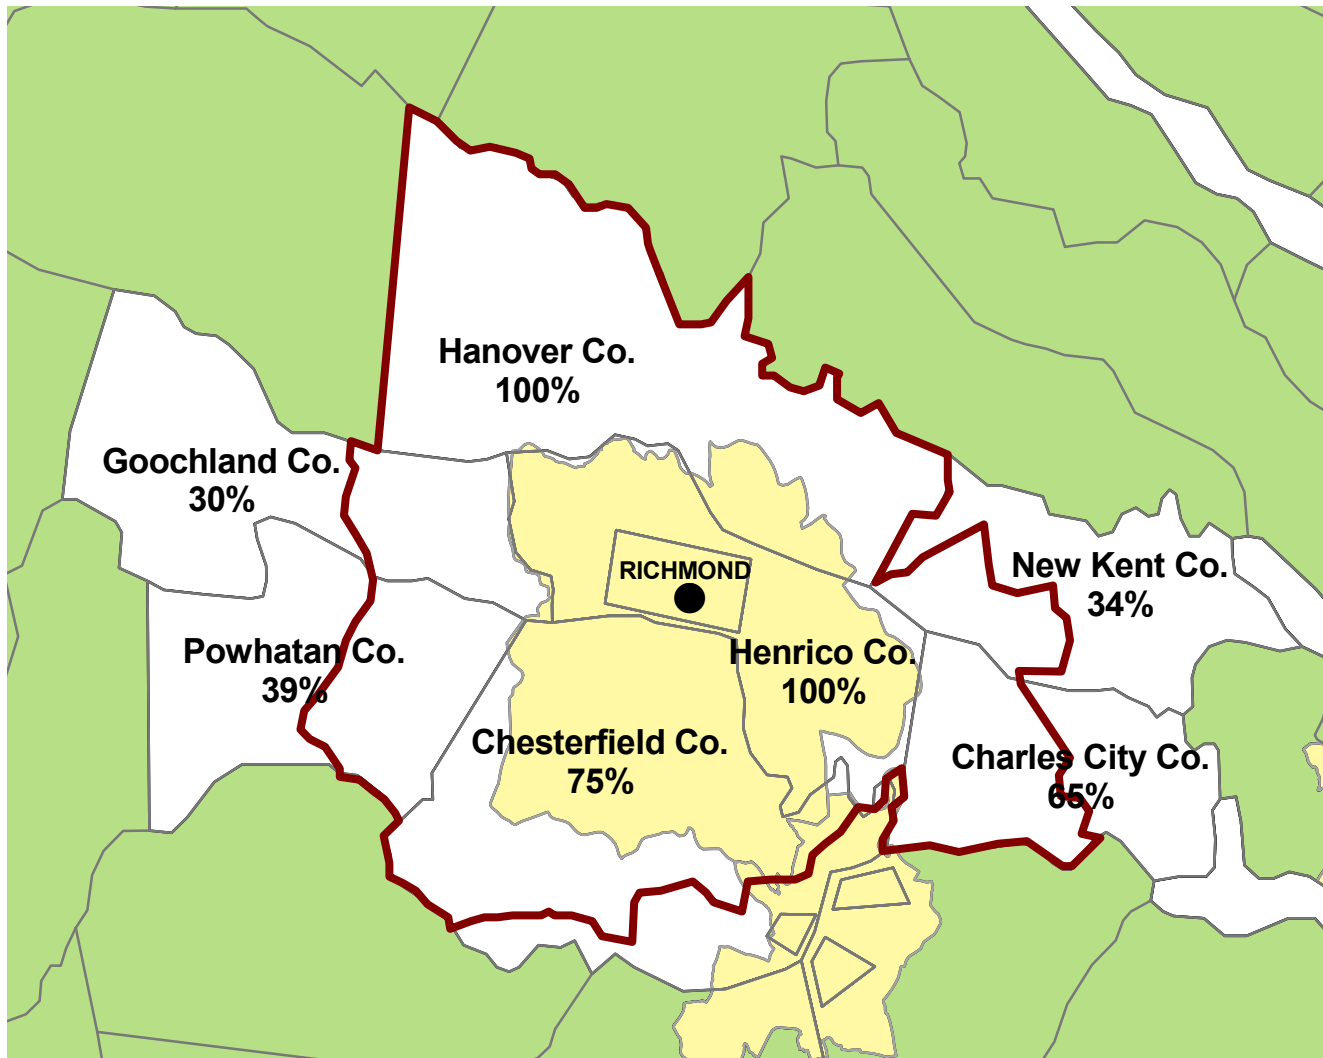 Hanover Co.
100%
Goochland Co.
30%
RICHMOND
New Kent Co.
34%
Powhatan Co.
39%
Henrico Co.
100%
Chesterfield Co.
75%
Charles City Co.
65%